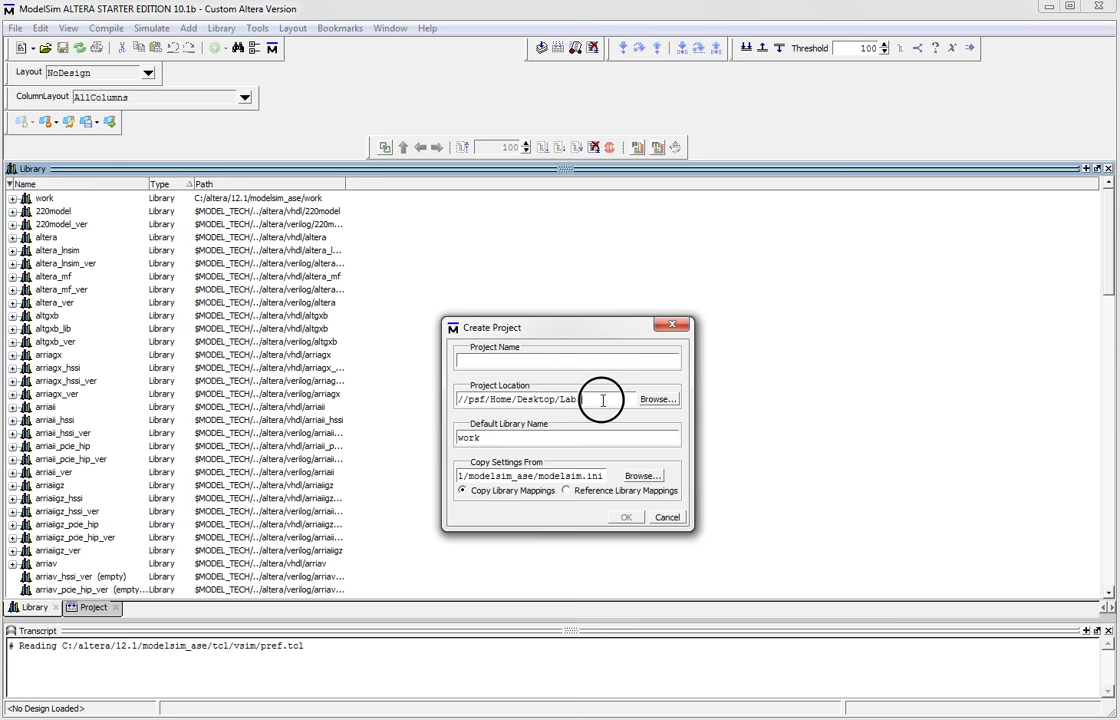 ModelSim ALTERA STARTER EDITION 10.1b - Custom Altera Version
File Edit View Compile Simulate Add Library Tools Layout Bookmarks Window Help
Threshold 100
Layout NoDesign
ColumnLayout AllColumns
100
Library
Name Type Path
work Library C:/altera/12.1/modelsim_ase/work
220model Library $MODEL_TECH/../altera/vhdl/220model
220model_ver Library $MODEL_TECH/../altera/verilog/220m...
altera Library $MODEL_TECH/../altera/vhdl/altera
altera_lnsim Library $MODEL_TECH/../altera/vhdl/altera_l...
altera_lnsim_ver Library $MODEL_TECH/../altera/verilog/altera...
altera_mf Library $MODEL_TECH/../altera/vhdl/altera_mf
altera_mf_ver Library $MODEL_TECH/../altera/verilog/altera...
altera_ver Library $MODEL_TECH/../altera/verilog/altera
altgxb Library $MODEL_TECH/../altera/vhdl/altgxb
altgxb_lib Library $MODEL_TECH/../altera/vhdl/altgxb
altgxb_ver Library $MODEL_TECH/../altera/verilog/altgxb
arriagx Library $MODEL_TECH/../altera/vhdl/arriagx
arriagx_hssi Library $MODEL_TECH/../altera/vhdl/arriagx_...
arriagx_hssi_ver Library $MODEL_TECH/../altera/verilog/arriag...
arriagx_ver Library $MODEL_TECH/../altera/verilog/arriagx
arriaii Library $MODEL_TECH/../altera/vhdl/arriaii
arriaii_hssi Library $MODEL_TECH/../altera/vhdl/arriaii_hssi
arriaii_hssi_ver Library $MODEL_TECH/../altera/verilog/arriaii...
arriaii_pcie_hip Library $MODEL_TECH/../altera/vhdl/arriaii_p...
arriaii_pcie_hip_ver Library $MODEL_TECH/../altera/verilog/arriaii...
arriaii_ver Library $MODEL_TECH/../altera/verilog/arriaii
arriaiigz Library $MODEL_TECH/../altera/vhdl/arriaiigz
arriaiigz_hssi Library $MODEL_TECH/../altera/vhdl/arriaiigz...
arriaiigz_hssi_ver Library $MODEL_TECH/../altera/verilog/arriaii...
arriaiigz_pcie_hip Library $MODEL_TECH/../altera/vhdl/arriaiigz...
arriaiigz_pcie_hip_ver Library $MODEL_TECH/../altera/verilog/arriaii...
arriaiigz_ver Library $MODEL_TECH/../altera/verilog/arriaiigz
arriav Library $MODEL_TECH/../altera/vhdl/arriav
arriav_hssi_ver (empty) Library $MODEL_TECH/../altera/verilog/arriav...
arriav_pcie_hip_ver (empty... Library $MODEL_TECH/../altera/verilog/arriav...
Create Project
Project Name
Project Location
//psf/Home/Desktop/Lab Browse...
Default Library Name
work
Copy Settings From
1/modelsim_ase/modelsim.ini Browse...
Copy Library Mappings Reference Library Mappings
OK Cancel
Library Project
Transcript
# Reading C:/altera/12.1/modelsim_ase/tcl/vsim/pref.tcl
<No Design Loaded>